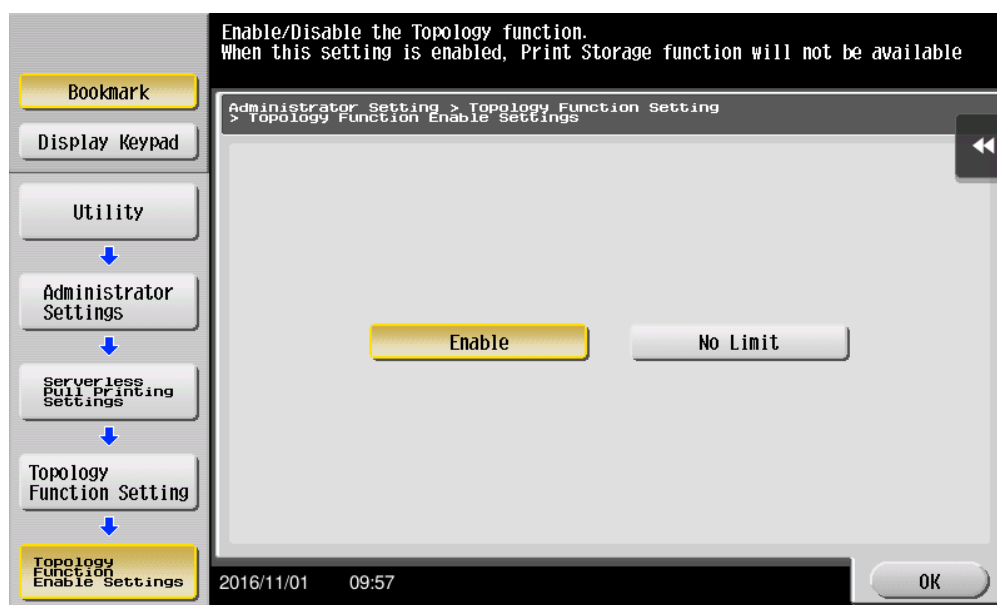 Enable/Disable the Topology function.
When this setting is enabled, Print Storage function will not be available
Bookmark
Display Keypad
Utility
Administrator
Settings
Serverless
Pull Printing
Settings
Topology
Function Setting
Topology
Function
Enable Settings
Administrator Setting > Topology Function Setting
> Topology Function Enable Settings
Enable
No Limit
2016/11/01 09:57
OK